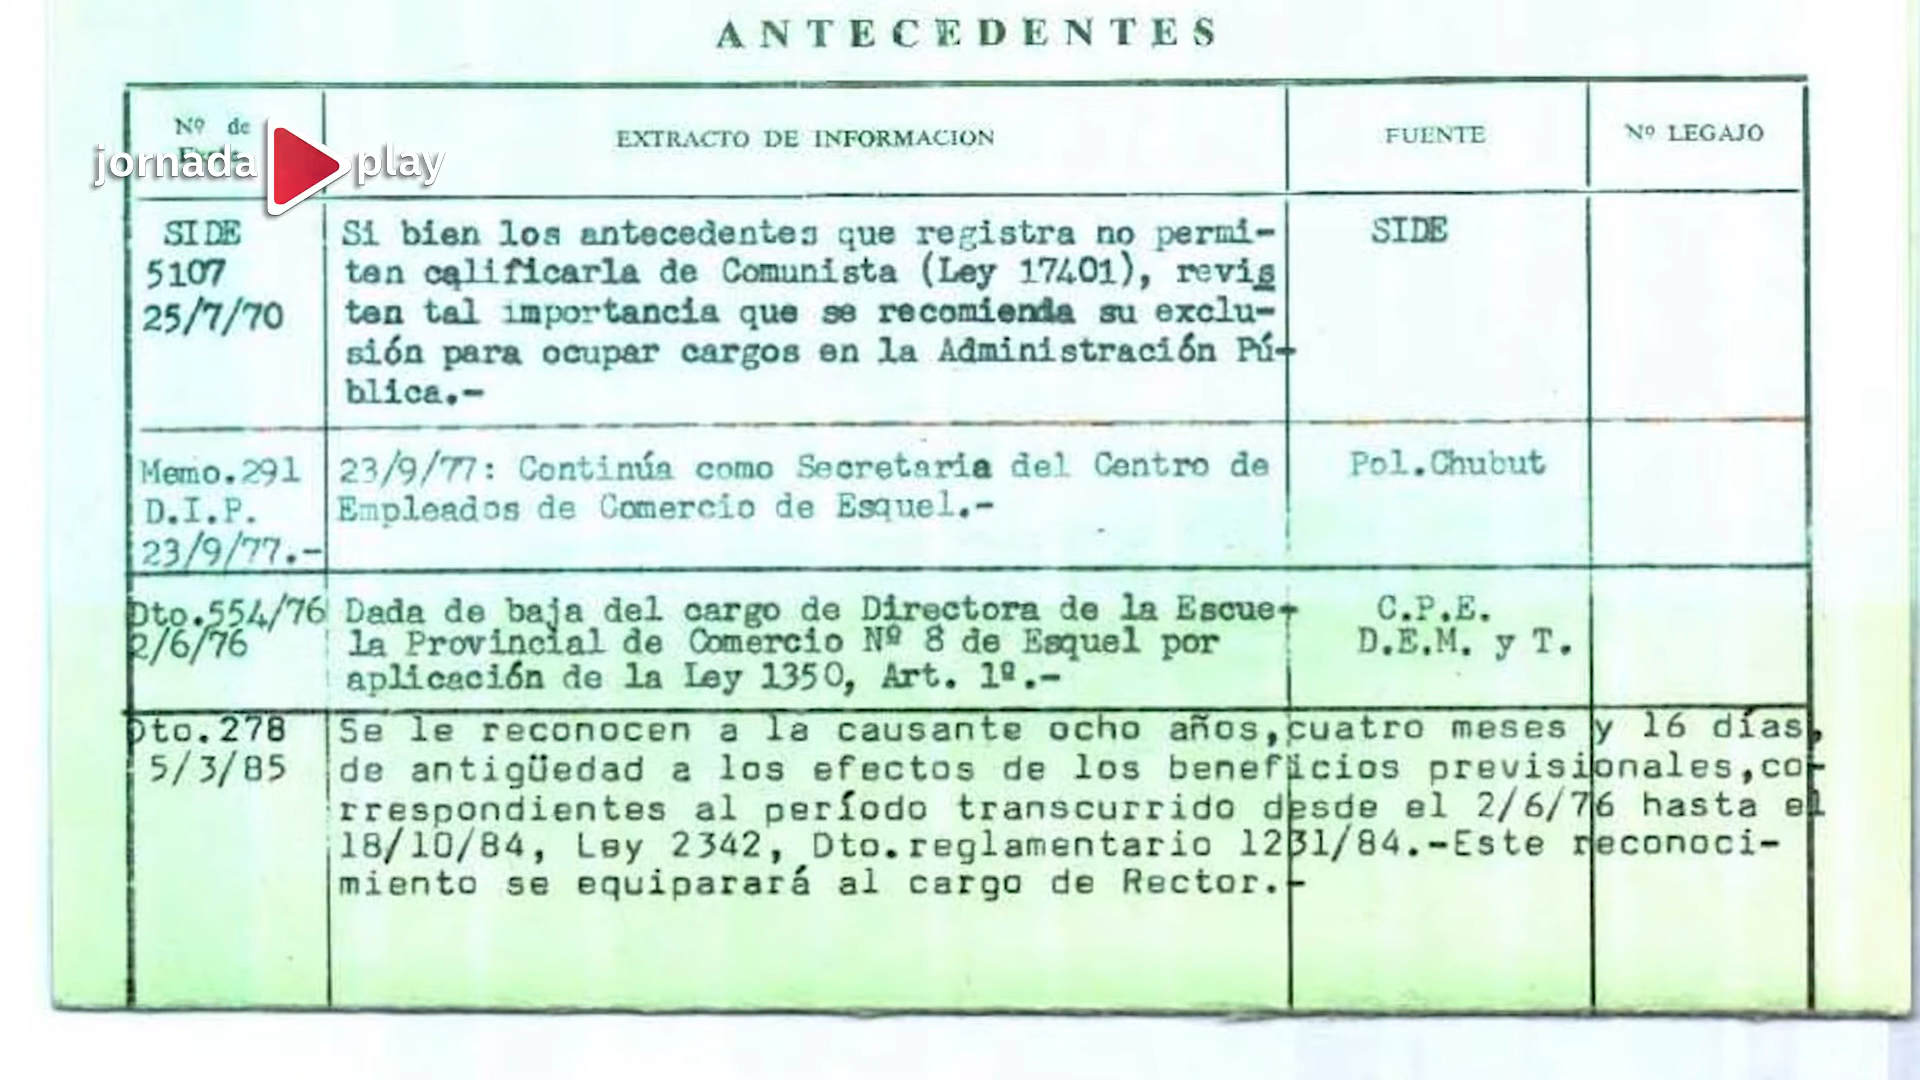 ANTECEDENTES
Nº de
EXTRACTO DE INFORMACION
FUENTE
Nº LEGAJO
jornada play
SIDE
5107
25/7/70
Si bien los antecedentes que registra no permi-
ten calificarla de Comunista (Ley 17401), revis
ten tal importancia que se recomienda su exclu-
sión para ocupar cargos en la Administración Pú-
blica.-
SIDE
Memo.291
D.I.P.
23/9/77.-
23/9/77: Continúa como Secretaria del Centro de
Empleados de Comercio de Esquel.-
Pol.Chubut
Dto.554/76
2/6/76
Dada de baja del cargo de Directora de la Escue-
la Provincial de Comercio Nº 8 de Esquel por
aplicación de la Ley 1350, Art. 1º.-
C.P.E.
D.E.M. y T.
Dto.278
5/3/85
Se le reconocen a la causante ocho años,cuatro meses y 16 días,
de antigüedad a los efectos de los beneficios previsionales,co-
rrespondientes al período transcurrido desde el 2/6/76 hasta el
18/10/84, Ley 2342, Dto.reglamentario 1231/84.-Este reconoci-
miento se equiparará al cargo de Rector.-